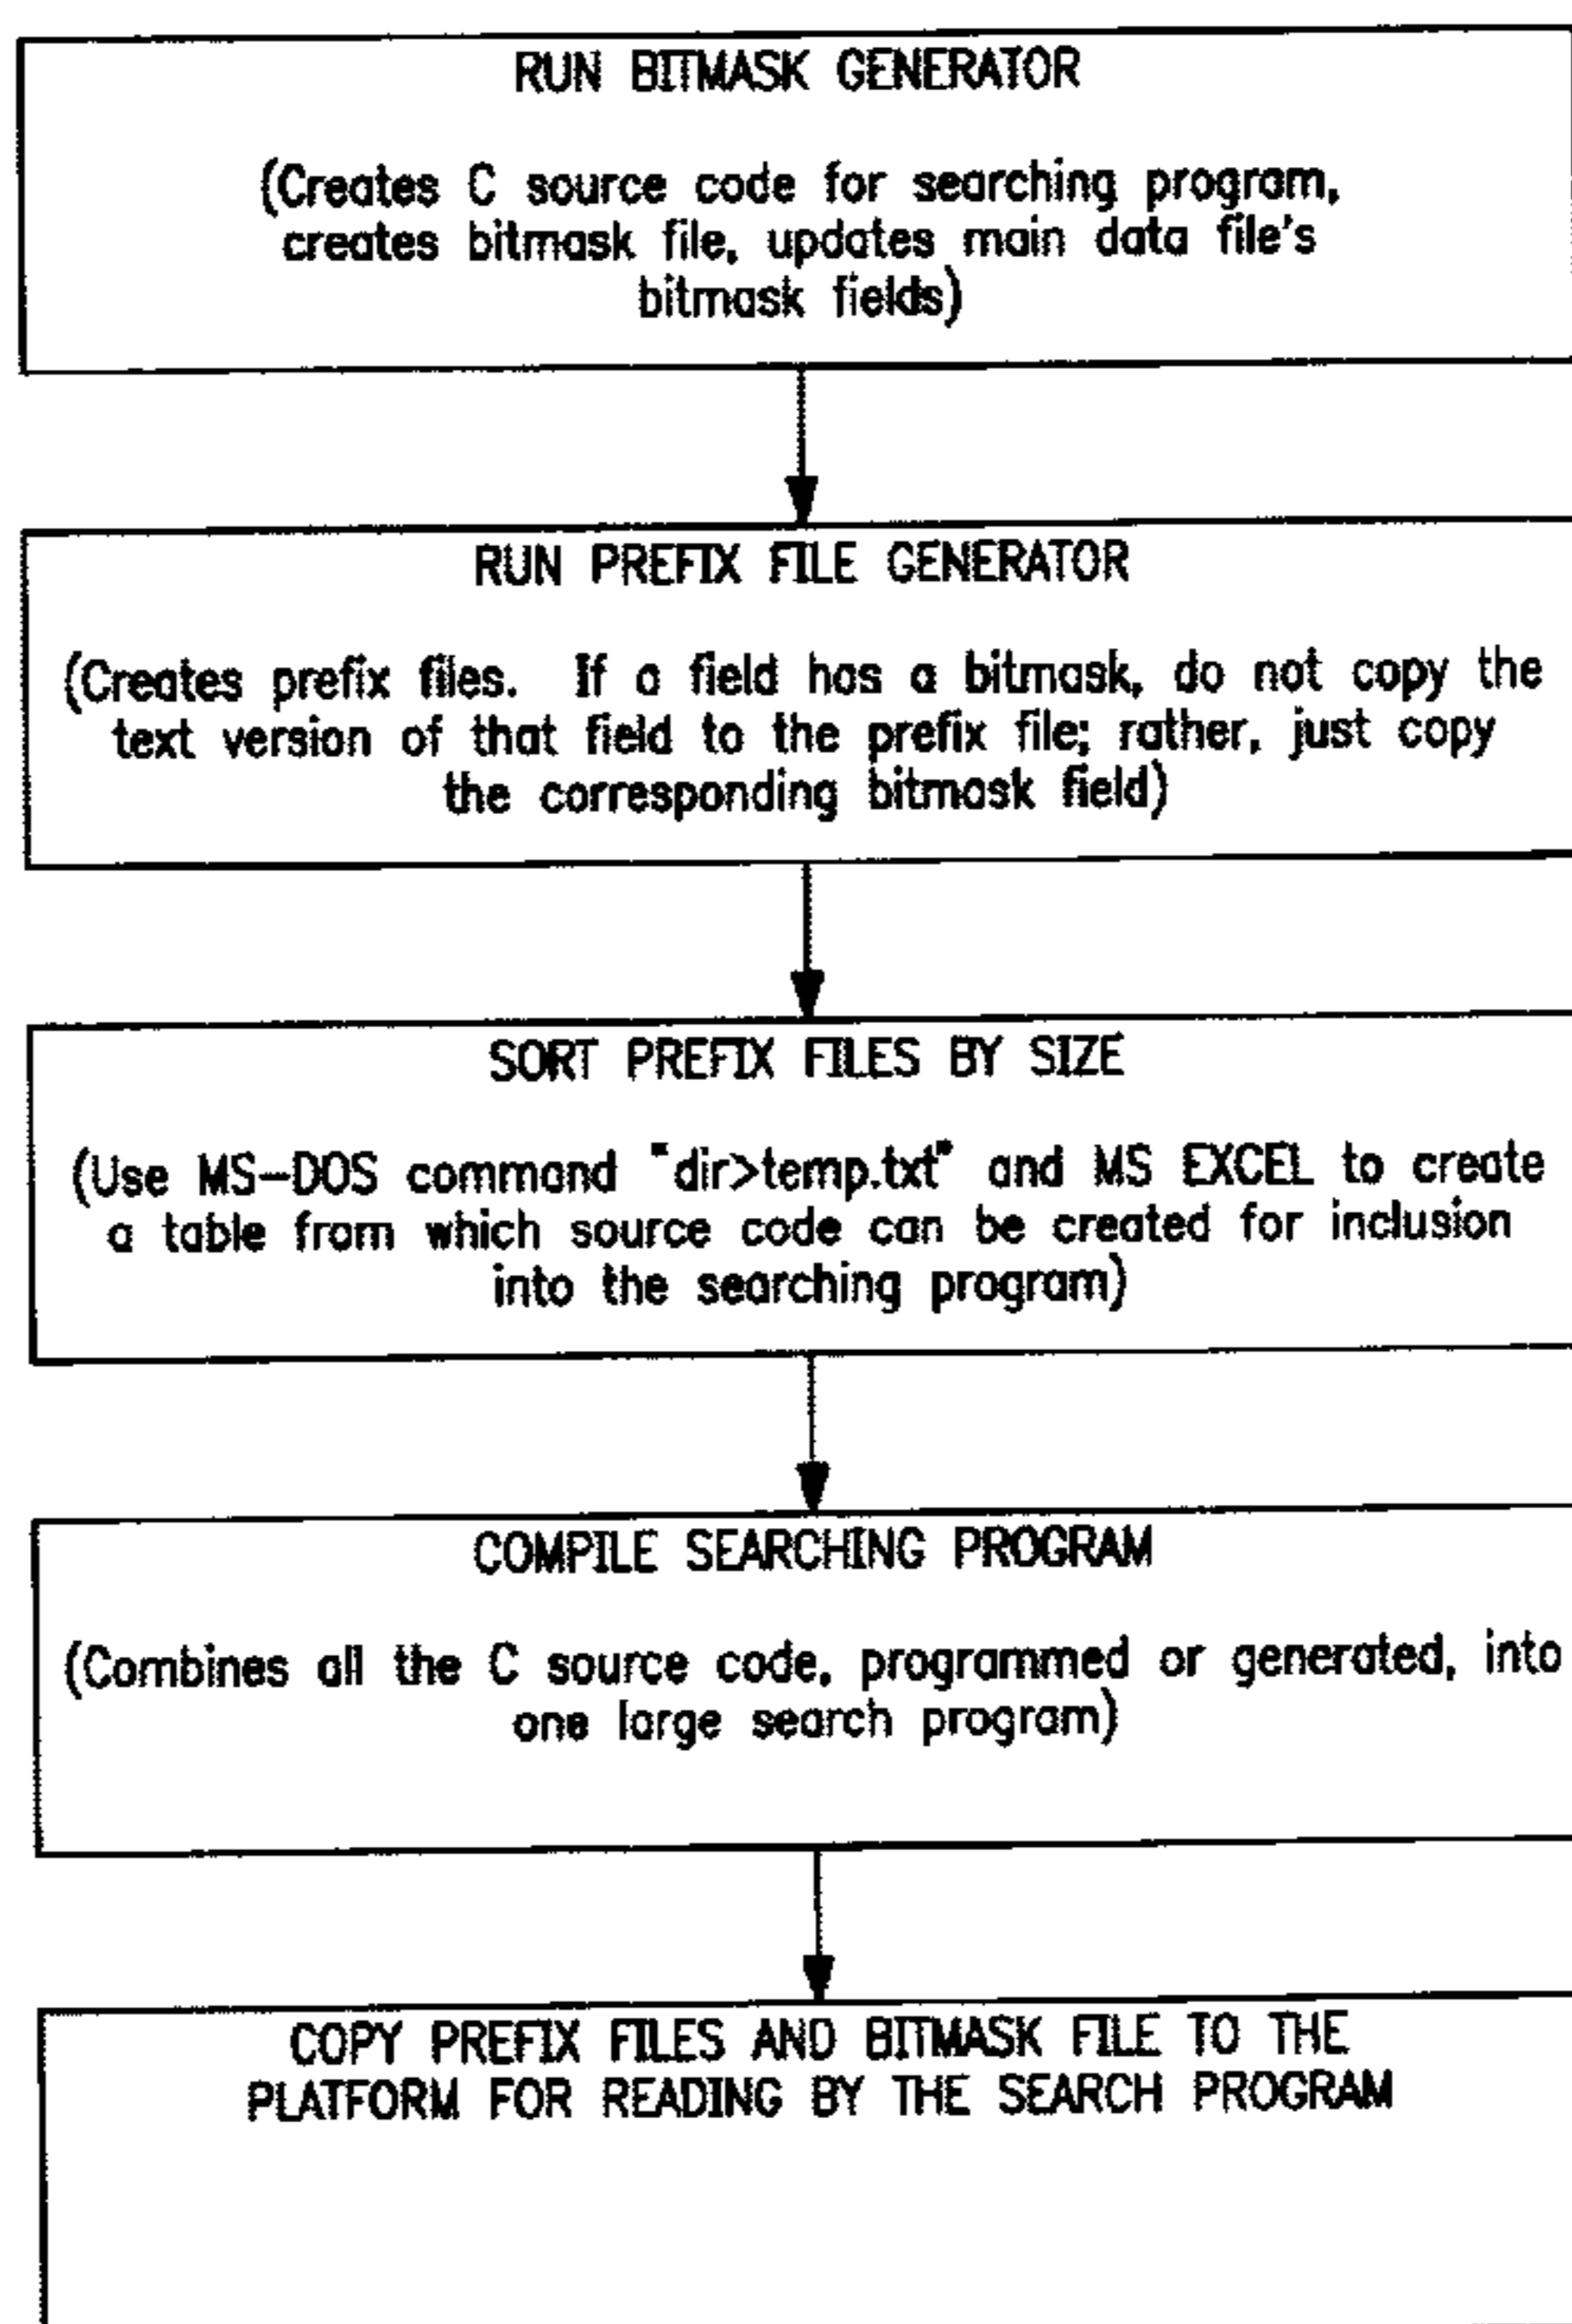 RUN BITMASK GENERATOR
(Creates C source code for searching program,
creates bitmask file, updates main data file's
bitmask fields)
RUN PREFIX FILE GENERATOR
(Creates prefix files. If a field has a bitmask, do not copy the
text version of that field to the prefix file; rather, just copy
the corresponding bitmask field)
SORT PREFIX FILES BY SIZE
(Use MS-DOS command "dir>temp.txt" and MS EXCEL to create
a table from which source code can be created for inclusion
into the searching program)
COMPILE SEARCHING PROGRAM
(Combines all the C source code, programmed or generated, into
one large search program)
COPY PREFIX FILES AND BITMASK FILE TO THE
PLATFORM FOR READING BY THE SEARCH PROGRAM